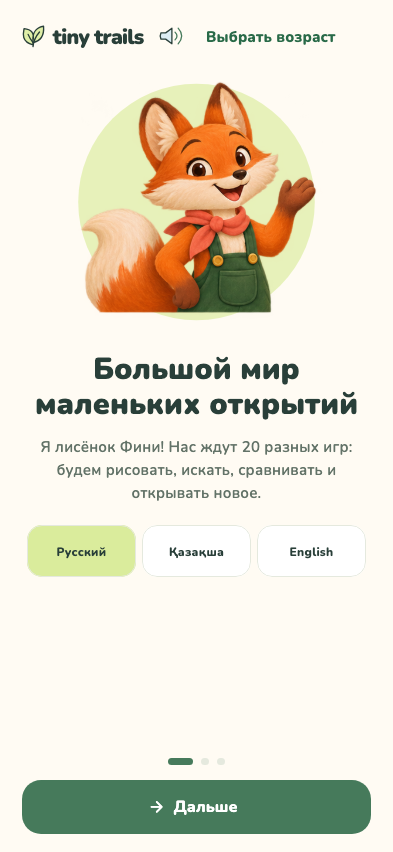 tiny trails
Выбрать возраст
Большой мир
маленьких открытий
Я лисёнок Фини! Нас ждут 20 разных игр:
будем рисовать, искать, сравнивать и
открывать новое.
Русский
Қазақша
English
→ Дальше